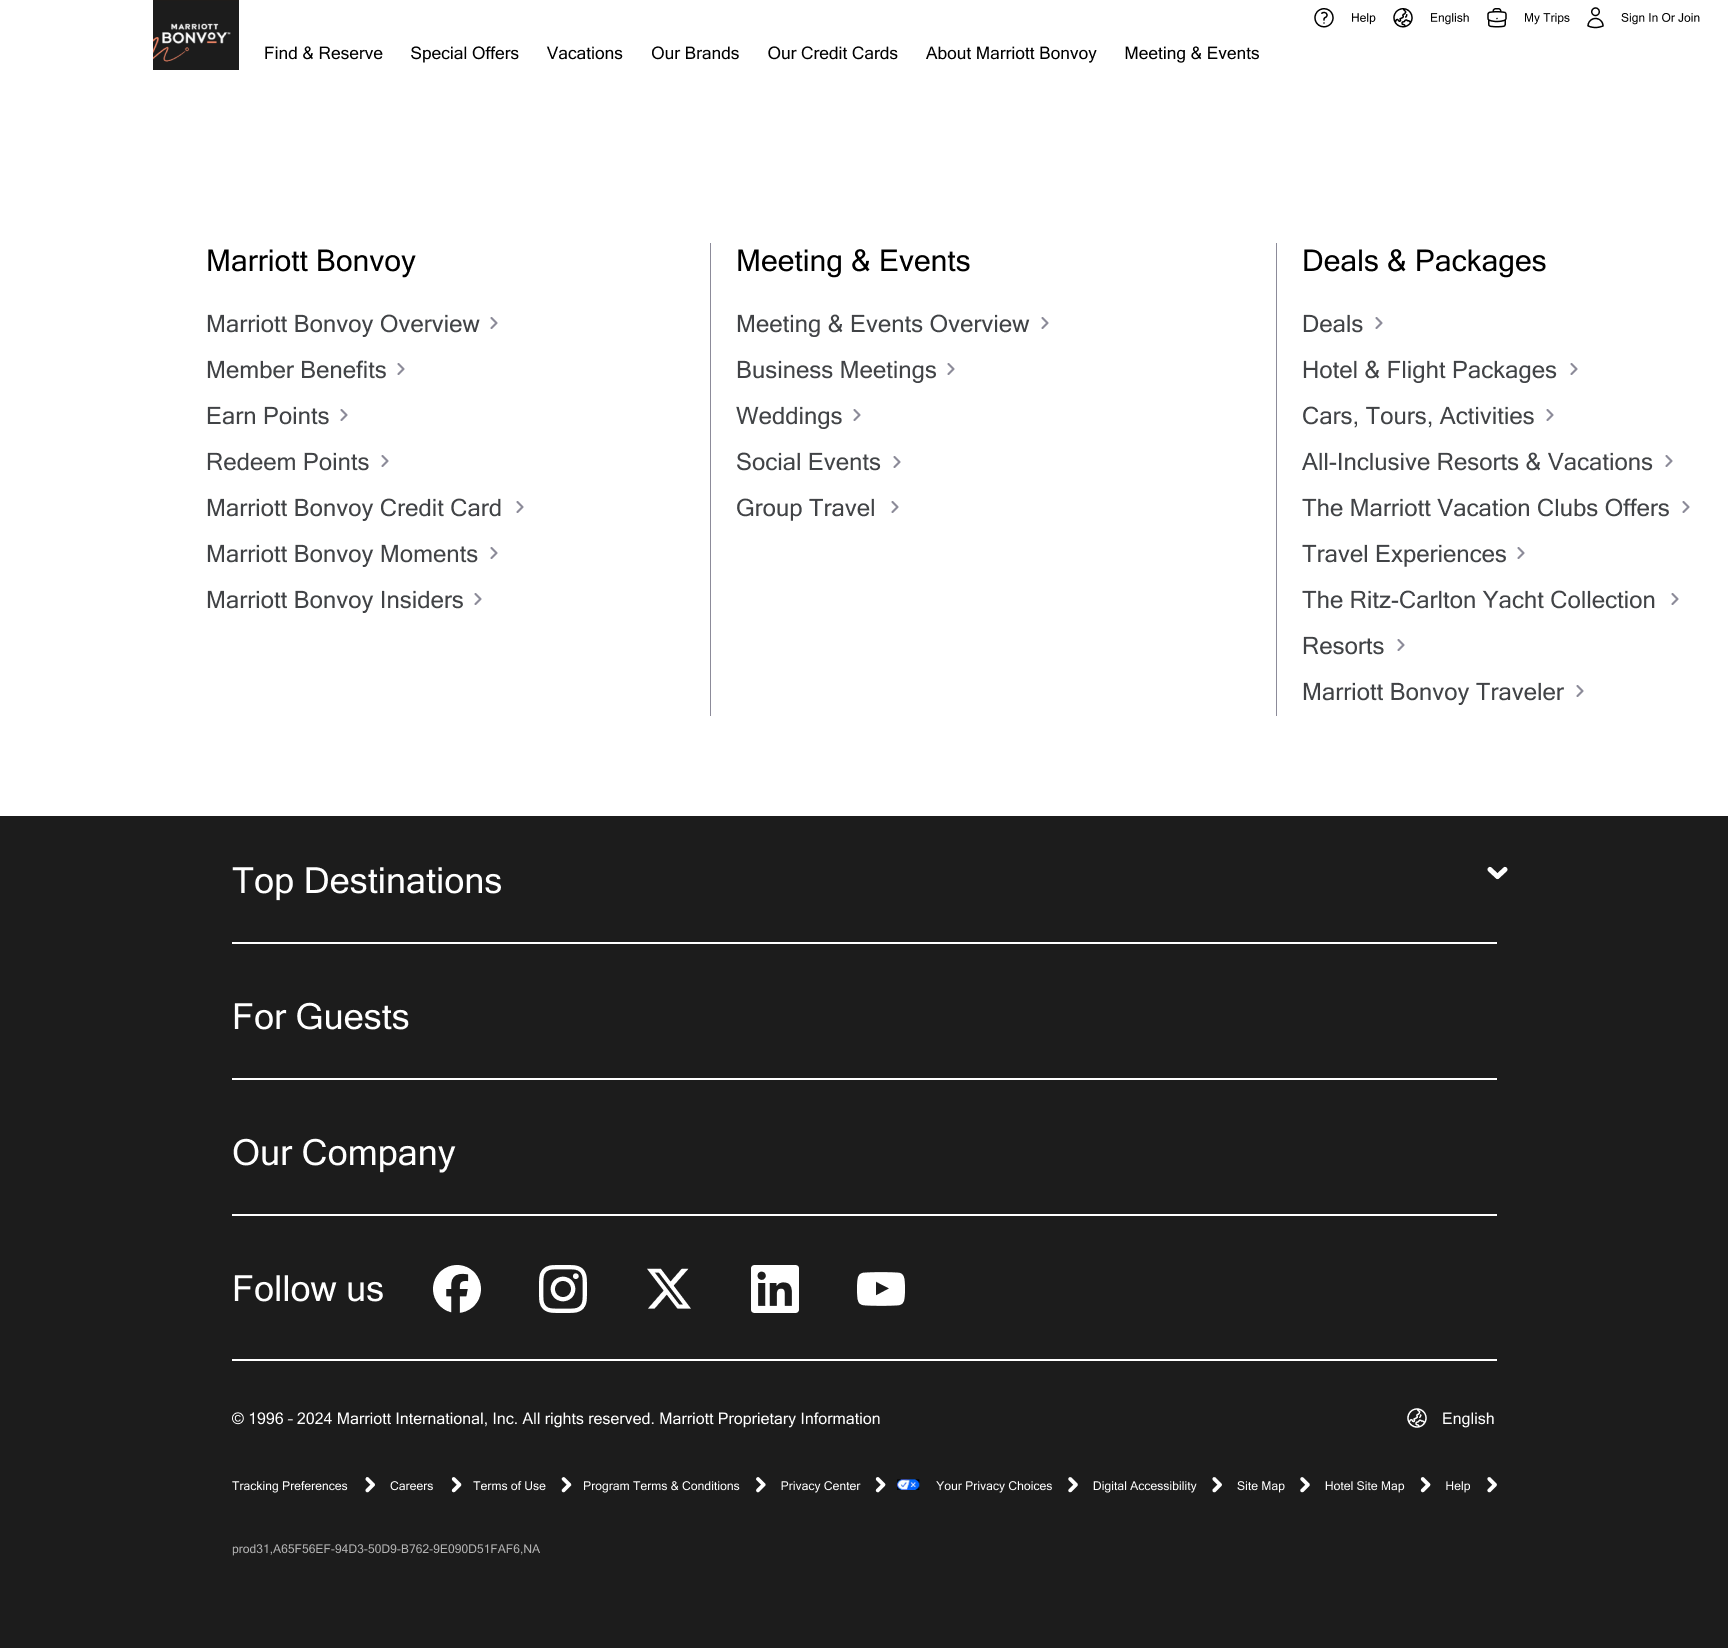 MARRIOTT
BONVOY™
Help
English
My Trips
Sign In Or Join
Find & Reserve
Special Offers
Vacations
Our Brands
Our Credit Cards
About Marriott Bonvoy
Meeting & Events
Marriott Bonvoy
Marriott Bonvoy Overview
Member Benefits
Earn Points
Redeem Points
Marriott Bonvoy Credit Card
Marriott Bonvoy Moments
Marriott Bonvoy Insiders
Meeting & Events
Meeting & Events Overview
Business Meetings
Weddings
Social Events
Group Travel
Deals & Packages
Deals
Hotel & Flight Packages
Cars, Tours, Activities
All-Inclusive Resorts & Vacations
The Marriott Vacation Clubs Offers
Travel Experiences
The Ritz-Carlton Yacht Collection
Resorts
Marriott Bonvoy Traveler
Top Destinations
For Guests
Our Company
Follow us
© 1996 - 2024 Marriott International, Inc. All rights reserved. Marriott Proprietary Information
English
Tracking Preferences
Careers
Terms of Use
Program Terms & Conditions
Privacy Center
Your Privacy Choices
Digital Accessibility
Site Map
Hotel Site Map
Help
prod31,A65F56EF-94D3-50D9-B762-9E090D51FAF6,NA